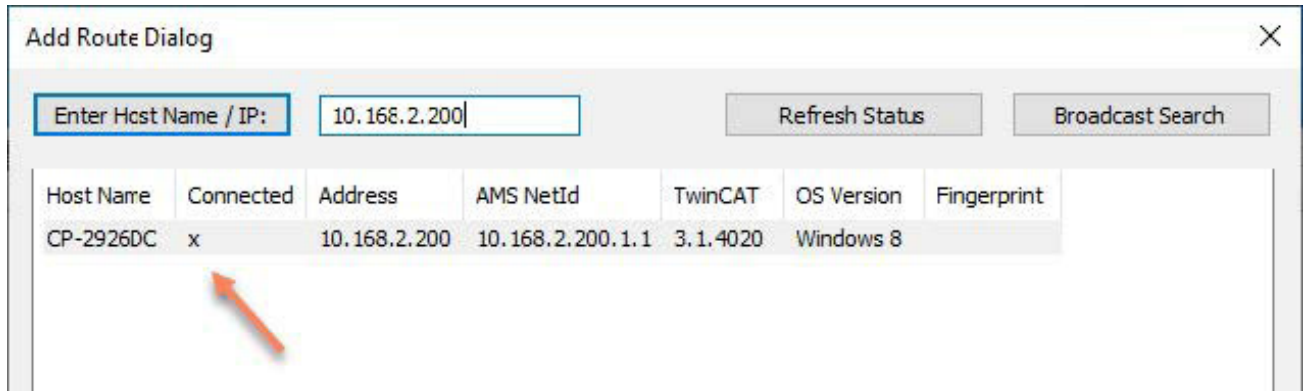 Add Route Dialog
Enter Host Name / IP: 10.168.2.200 Refresh Status Broadcast Search
Host Name Connected Address AMS NetId TwinCAT OS Version Fingerprint
CP-2926DC x 10.168.2.200 10.168.2.200.1.1 3.1.4020 Windows 8